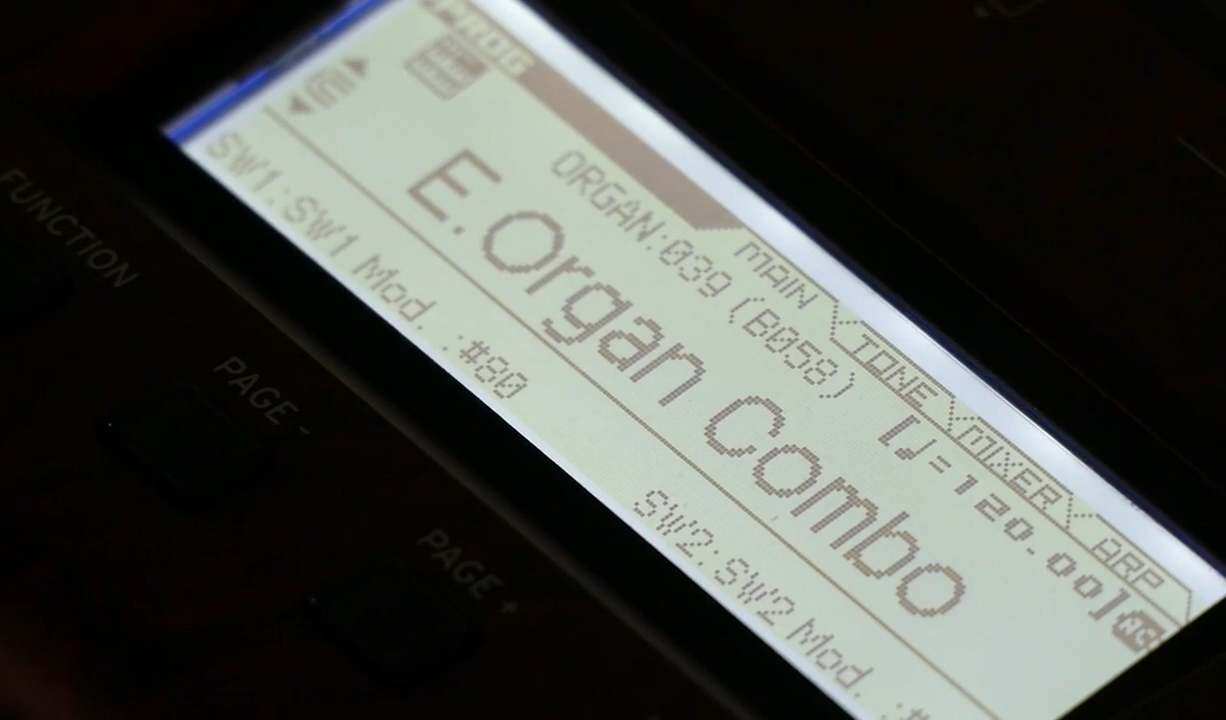 PROG
MAIN TONE MIXER ARP
ORGAN:039 (B058) [♩=120.00] AC
E.Organ Combo
SW1:SW1 Mod. :#80
SW2:SW2 Mod. :#
FUNCTION
PAGE -
PAGE +